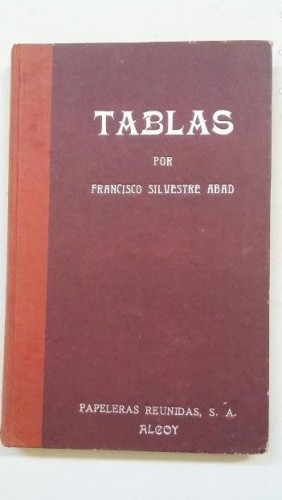 TABLAS
POR
FRANCISCO SILVESTRE ABAD
PAPELERAS REUNIDAS, S. A.
ALCOY